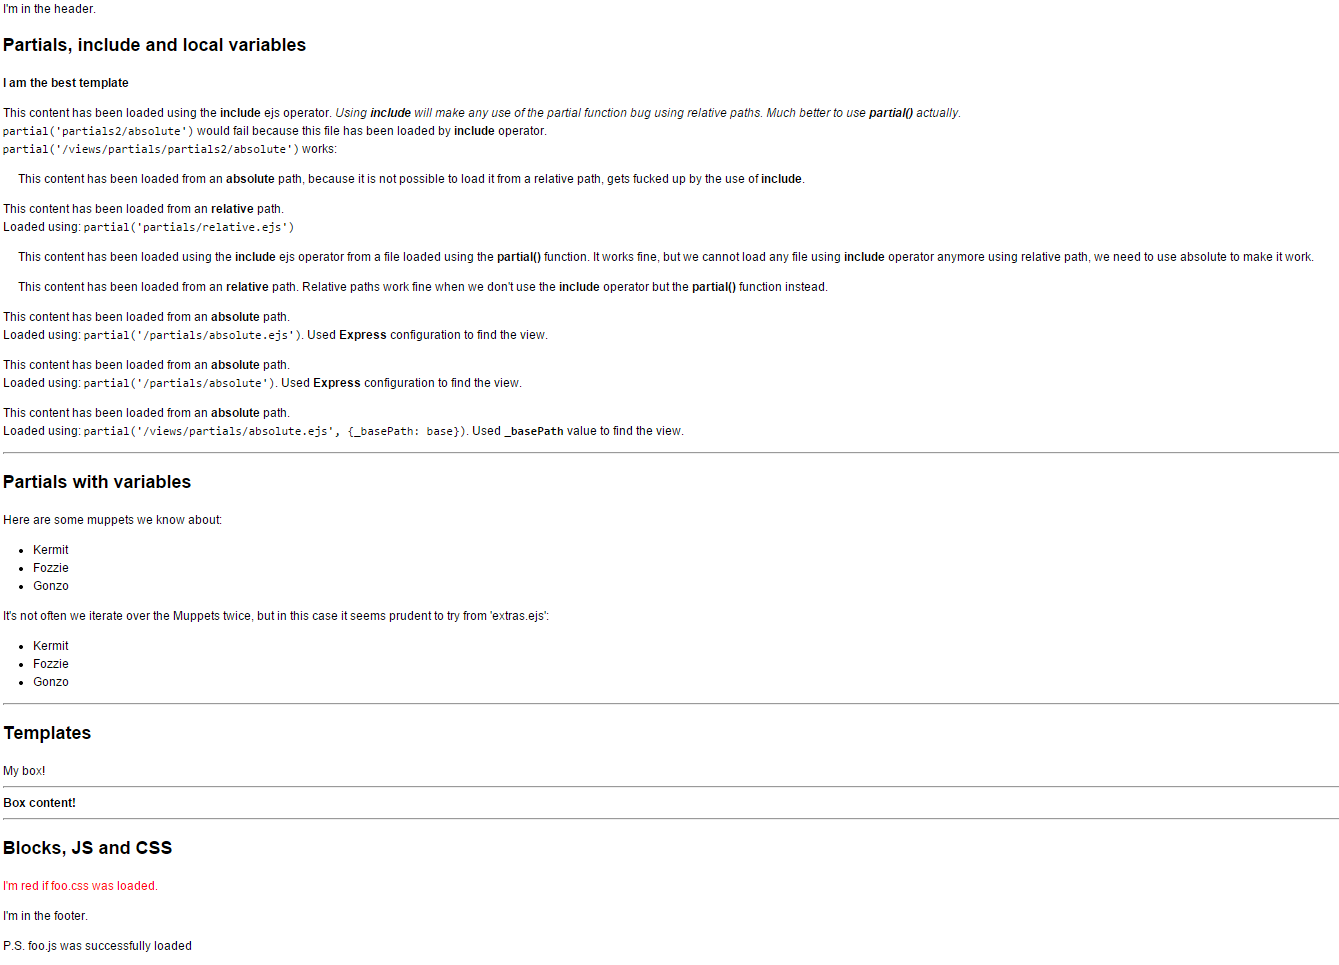 I'm in the header.
Partials, include and local variables
I am the best template
This content has been loaded using the include ejs operator. Using include will make any use of the partial function bug using relative paths. Much better to use partial() actually.
partial('partials2/absolute') would fail because this file has been loaded by include operator.
partial('/views/partials/partials2/absolute') works:
This content has been loaded from an absolute path, because it is not possible to load it from a relative path, gets fucked up by the use of include.
This content has been loaded from an relative path.
Loaded using: partial('partials/relative.ejs')
This content has been loaded using the include ejs operator from a file loaded using the partial() function. It works fine, but we cannot load any file using include operator anymore using relative path, we need to use absolute to make it work.
This content has been loaded from an relative path. Relative paths work fine when we don't use the include operator but the partial() function instead.
This content has been loaded from an absolute path.
Loaded using: partial('/partials/absolute.ejs'). Used Express configuration to find the view.
This content has been loaded from an absolute path.
Loaded using: partial('/partials/absolute'). Used Express configuration to find the view.
This content has been loaded from an absolute path.
Loaded using: partial('/views/partials/absolute.ejs', {_basePath: base}). Used _basePath value to find the view.
Partials with variables
Here are some muppets we know about:
• Kermit
• Fozzie
• Gonzo
It's not often we iterate over the Muppets twice, but in this case it seems prudent to try from 'extras.ejs':
• Kermit
• Fozzie
• Gonzo
Templates
My box!
Box content!
Blocks, JS and CSS
I'm red if foo.css was loaded.
I'm in the footer.
P.S. foo.js was successfully loaded